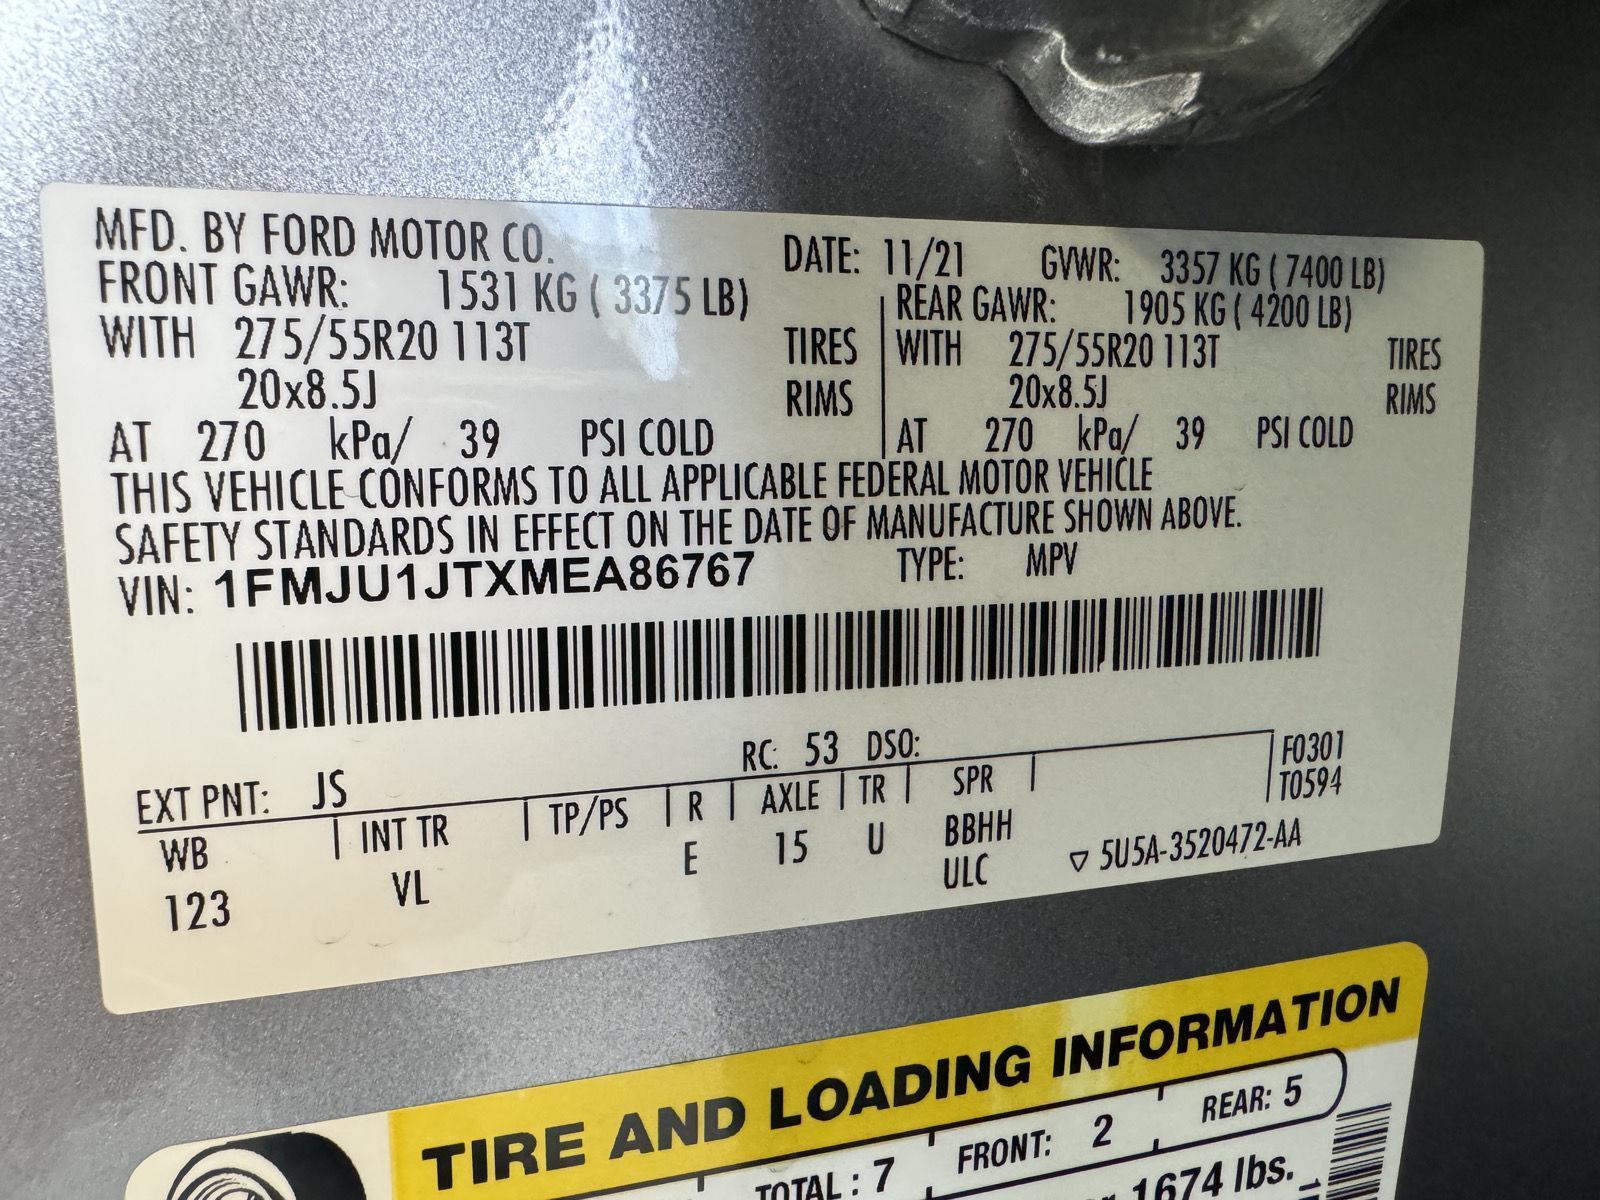 MFD. BY FORD MOTOR CO.
DATE: 11/21 GVWR: 3357 KG ( 7400 LB)
FRONT GAWR: 1531 KG ( 3375 LB) REAR GAWR: 1905 KG ( 4200 LB)
WITH 275/55R20 113T TIRES WITH 275/55R20 113T TIRES
20x8.5J RIMS 20x8.5J RIMS
AT 270 kPa/ 39 PSI COLD AT 270 kPa/ 39 PSI COLD
THIS VEHICLE CONFORMS TO ALL APPLICABLE FEDERAL MOTOR VEHICLE
SAFETY STANDARDS IN EFFECT ON THE DATE OF MANUFACTURE SHOWN ABOVE.
VIN: 1FMJU1JTXMEA86767 TYPE: MPV
EXT PNT: JS RC: 53 DSO: F0301
WB INT TR TP/PS R AXLE TR SPR T0594
123 VL E 15 U BBHH
ULC ▽ 5U5A-3520472-AA
TIRE AND LOADING INFORMATION
TOTAL : 7 FRONT: 2 REAR: 5
1674 lbs.